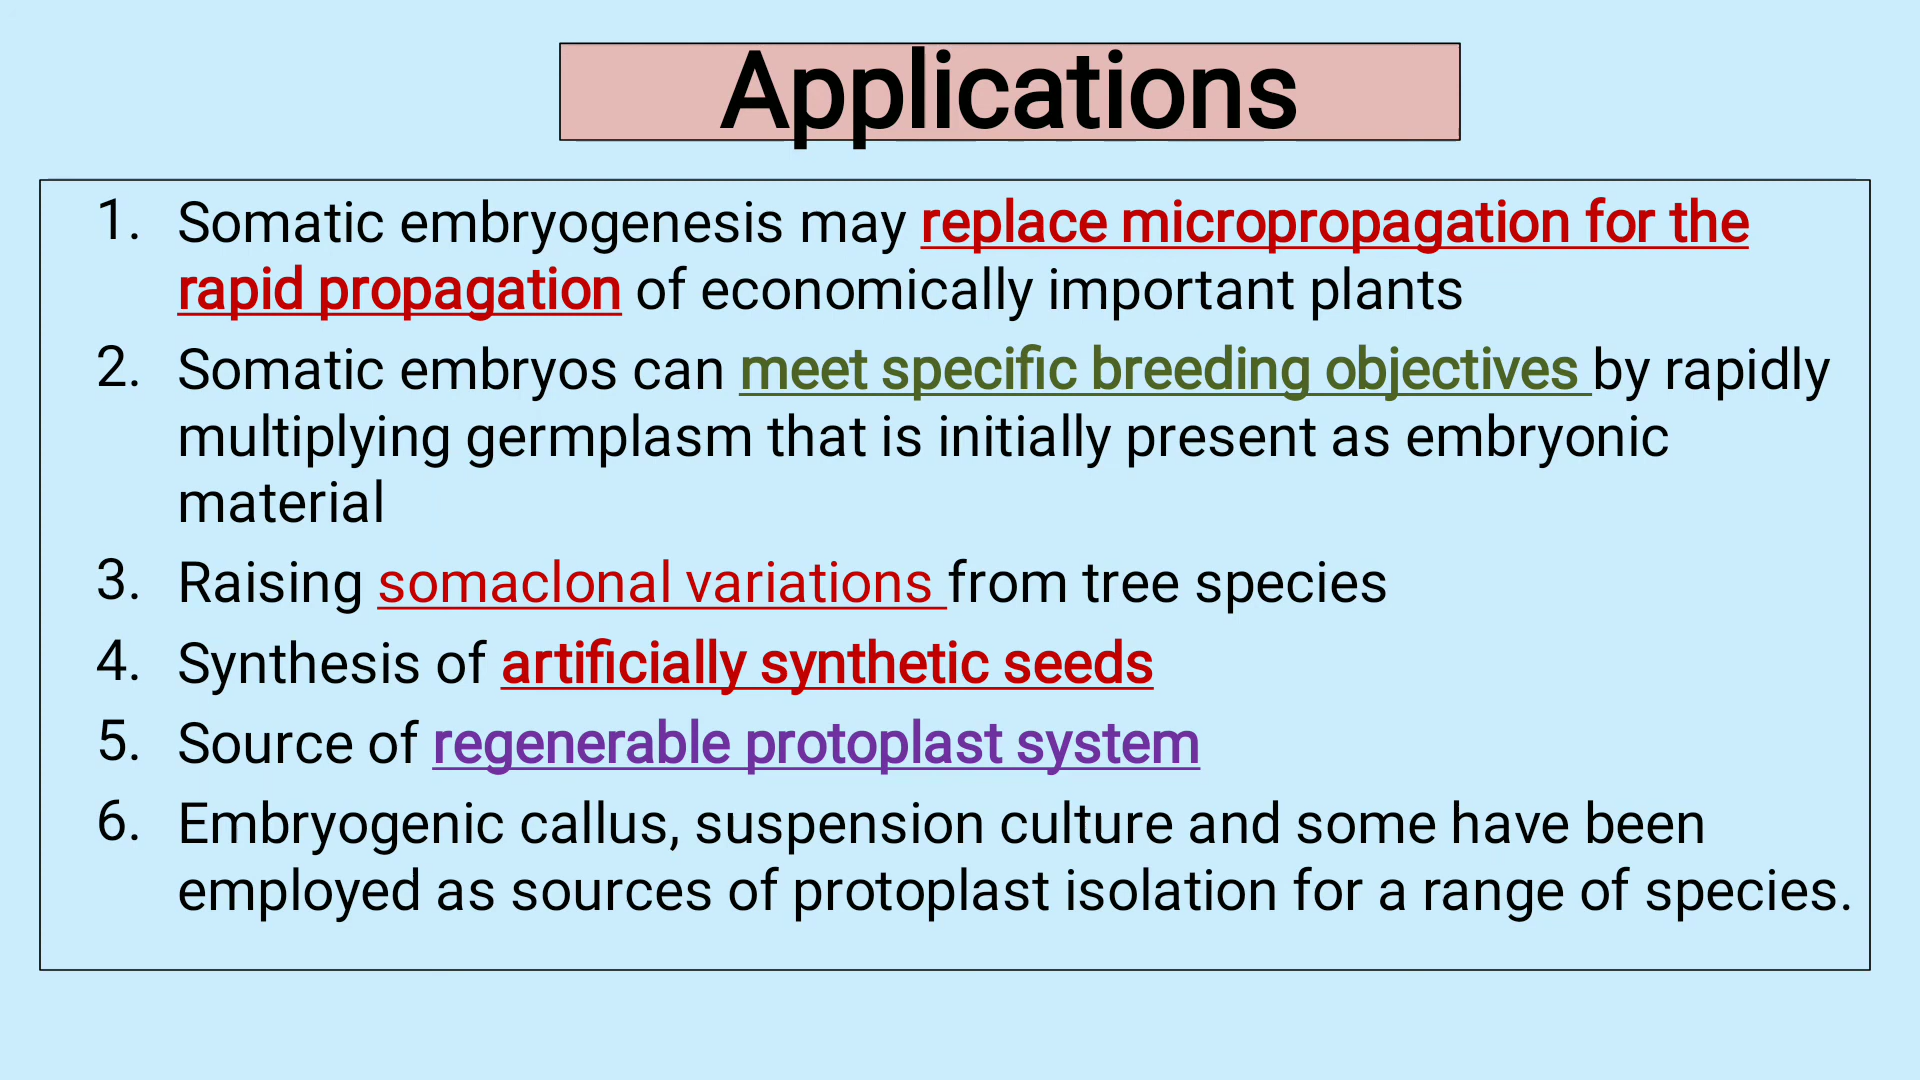 Applications
1. Somatic embryogenesis may replace micropropagation for the
rapid propagation of economically important plants
2. Somatic embryos can meet specific breeding objectives by rapidly
multiplying germplasm that is initially present as embryonic
material
3. Raising somaclonal variations from tree species
4. Synthesis of artificially synthetic seeds
5. Source of regenerable protoplast system
6. Embryogenic callus, suspension culture and some have been
employed as sources of protoplast isolation for a range of species.